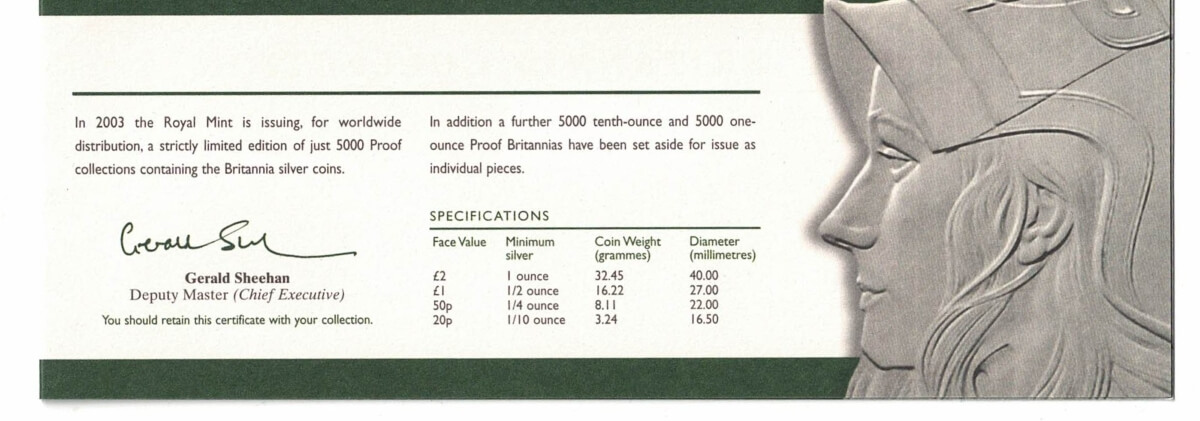 In 2003 the Royal Mint is issuing, for worldwide
distribution, a strictly limited edition of just 5000 Proof
collections containing the Britannia silver coins.
Gerald Sheehan
Gerald Sheehan
Deputy Master (Chief Executive)
You should retain this certificate with your collection.
In addition a further 5000 tenth-ounce and 5000 one-
ounce Proof Britannias have been set aside for issue as
individual pieces.
SPECIFICATIONS
Face Value Minimum silver Coin Weight (grammes) Diameter (millimetres)
£2 1 ounce 32.45 40.00
£1 1/2 ounce 16.22 27.00
50p 1/4 ounce 8.11 22.00
20p 1/10 ounce 3.24 16.50